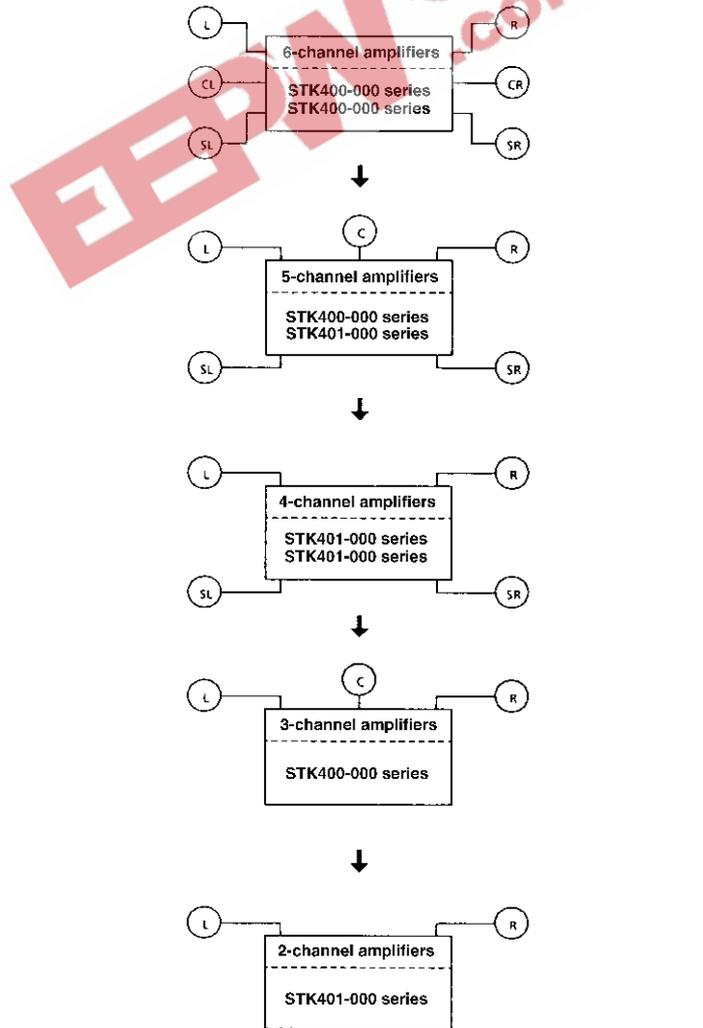 EEPW.com
L R
6-channel amplifiers
CL CR
STK400-000 series
STK400-000 series
SL SR
C
L R
5-channel amplifiers
STK400-000 series
STK401-000 series
SL SR
L R
4-channel amplifiers
STK401-000 series
STK401-000 series
SL SR
C
L R
3-channel amplifiers
STK400-000 series
L R
2-channel amplifiers
STK401-000 series